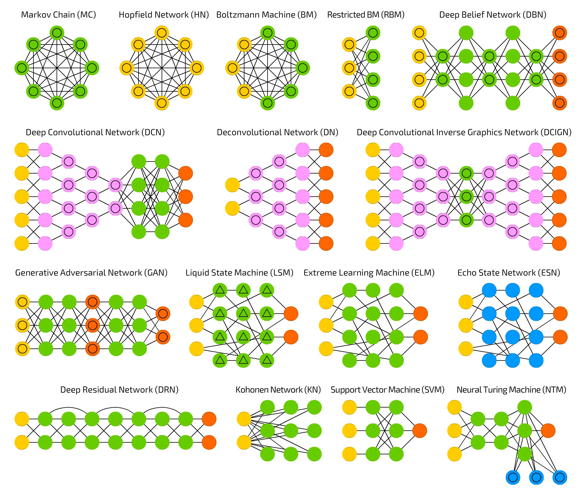 Markov Chain (MC)
Hopfield Network (HN)
Boltzmann Machine (BM)
Restricted BM (RBM)
Deep Belief Network (DBN)
Deep Convolutional Network (DCN)
Deconvolutional Network (DN)
Deep Convolutional Inverse Graphics Network (DCIGN)
Generative Adversarial Network (GAN)
Liquid State Machine (LSM)
Extreme Learning Machine (ELM)
Echo State Network (ESN)
Deep Residual Network (DRN)
Kohonen Network (KN)
Support Vector Machine (SVM)
Neural Turing Machine (NTM)